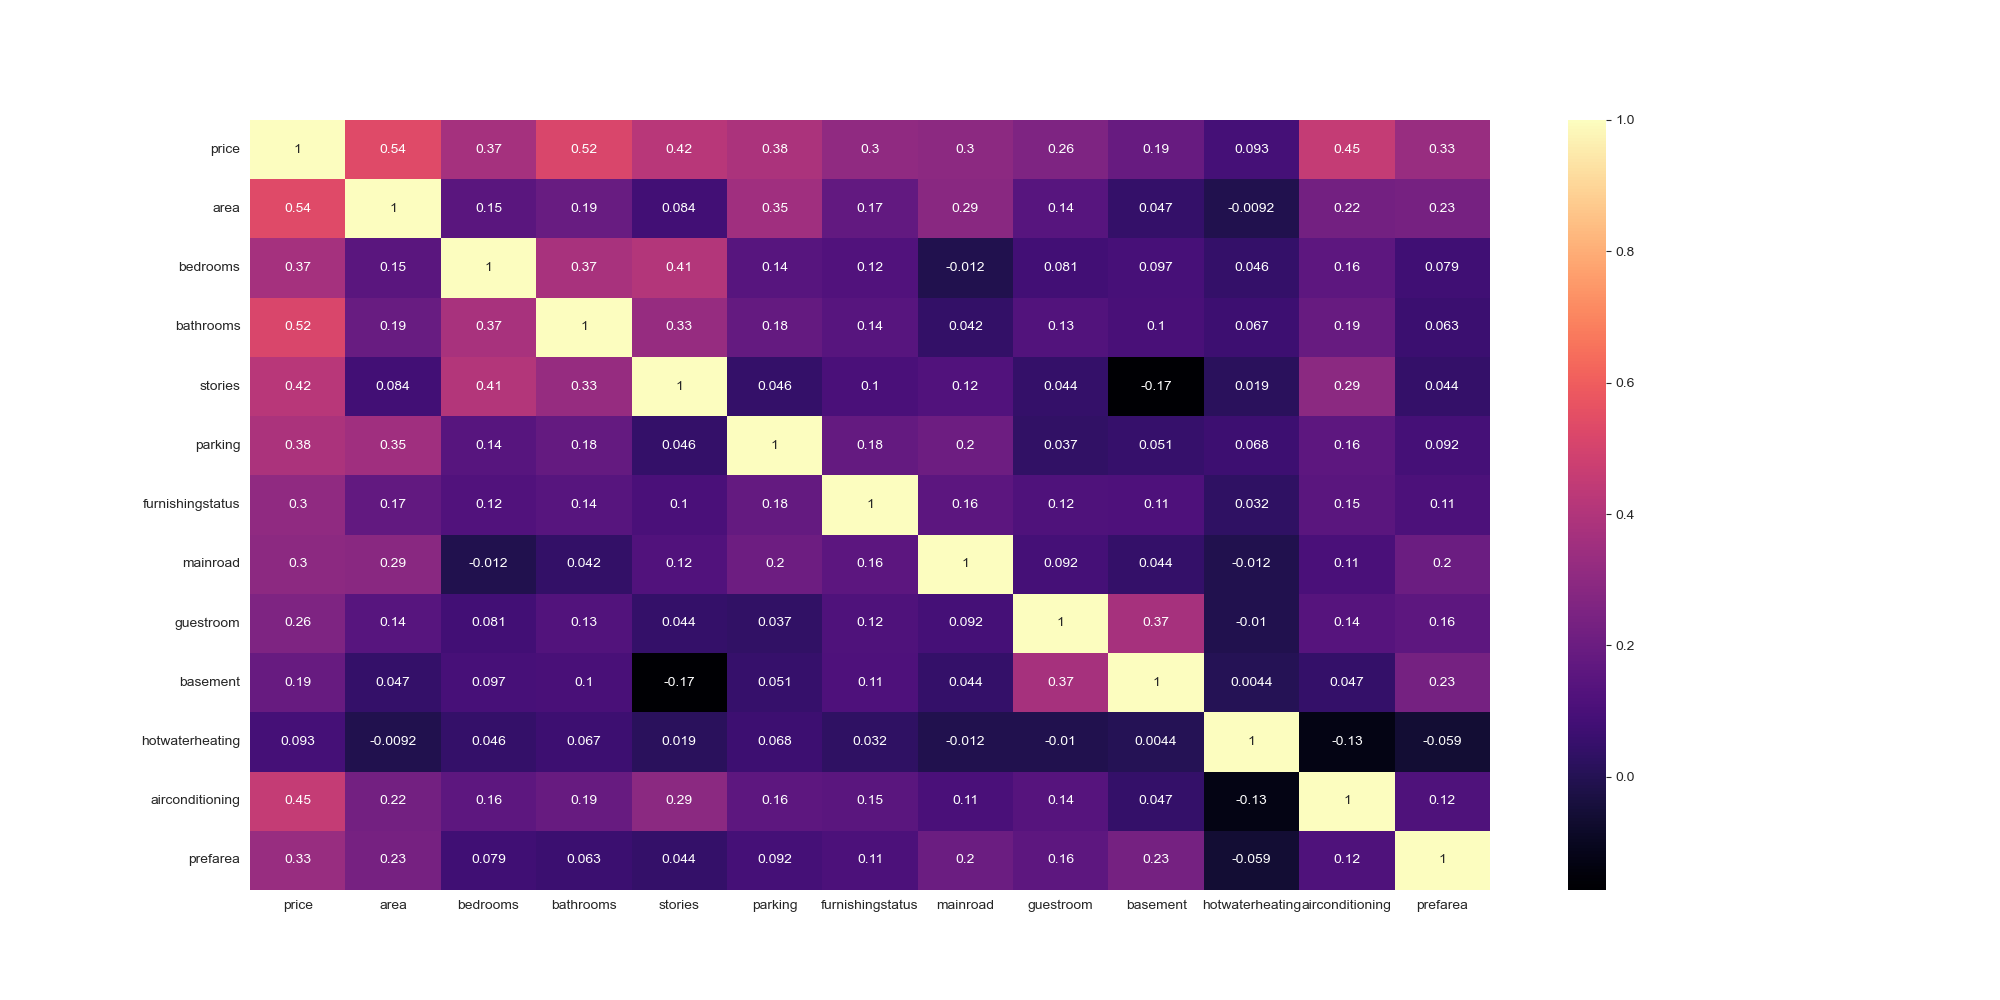 price 1 0.54 0.37 0.52 0.42 0.38 0.3 0.3 0.26 0.19 0.093 0.45 0.33
area 0.54 1 0.15 0.19 0.084 0.35 0.17 0.29 0.14 0.047 -0.0092 0.22 0.23
bedrooms 0.37 0.15 1 0.37 0.41 0.14 0.12 -0.012 0.081 0.097 0.046 0.16 0.079
bathrooms 0.52 0.19 0.37 1 0.33 0.18 0.14 0.042 0.13 0.1 0.067 0.19 0.063
stories 0.42 0.084 0.41 0.33 1 0.046 0.1 0.12 0.044 -0.17 0.019 0.29 0.044
parking 0.38 0.35 0.14 0.18 0.046 1 0.18 0.2 0.037 0.051 0.068 0.16 0.092
furnishingstatus 0.3 0.17 0.12 0.14 0.1 0.18 1 0.16 0.12 0.11 0.032 0.15 0.11
mainroad 0.3 0.29 -0.012 0.042 0.12 0.2 0.16 1 0.092 0.044 -0.012 0.11 0.2
guestroom 0.26 0.14 0.081 0.13 0.044 0.037 0.12 0.092 1 0.37 -0.01 0.14 0.16
basement 0.19 0.047 0.097 0.1 -0.17 0.051 0.11 0.044 0.37 1 0.0044 0.047 0.23
hotwaterheating 0.093 -0.0092 0.046 0.067 0.019 0.068 0.032 -0.012 -0.01 0.0044 1 -0.13 -0.059
airconditioning 0.45 0.22 0.16 0.19 0.29 0.16 0.15 0.11 0.14 0.047 -0.13 1 0.12
prefarea 0.33 0.23 0.079 0.063 0.044 0.092 0.11 0.2 0.16 0.23 -0.059 0.12 1
price area bedrooms bathrooms stories parking furnishingstatus mainroad guestroom basement hotwaterheating airconditioning prefarea
1.0
0.8
0.6
0.4
0.2
0.0